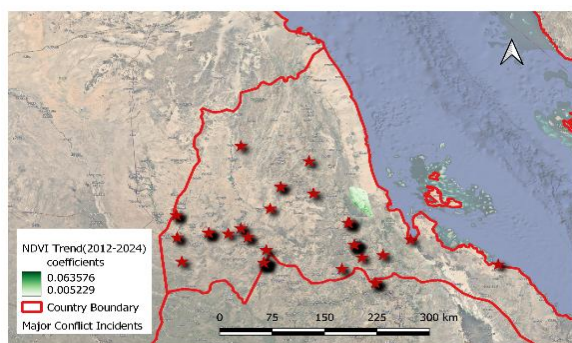 NDVI Trend(2012-2024)
coefficients
0.063576
0.005229
Country Boundary
Major Conflict Incidents
0 75 150 225 300 km